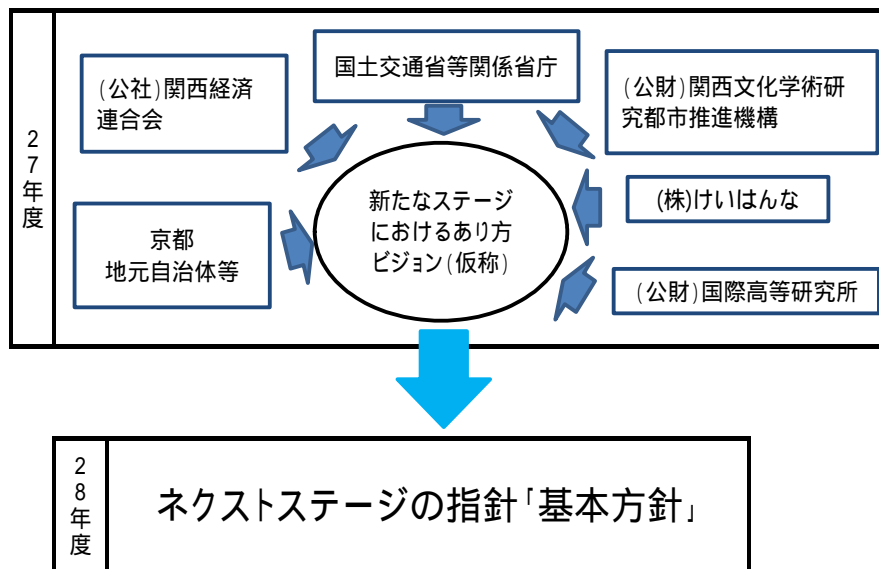 27年度
国土交通省等関係省庁
(公社)関西経済
連合会
(公財)関西文化学術研
究都市推進機構
新たなステージ
におけるあり方
ビジョン(仮称)
(株)けいはんな
京都
地元自治体等
(公財)国際高等研究所
28年度
ネクストステージの指針「基本方針」